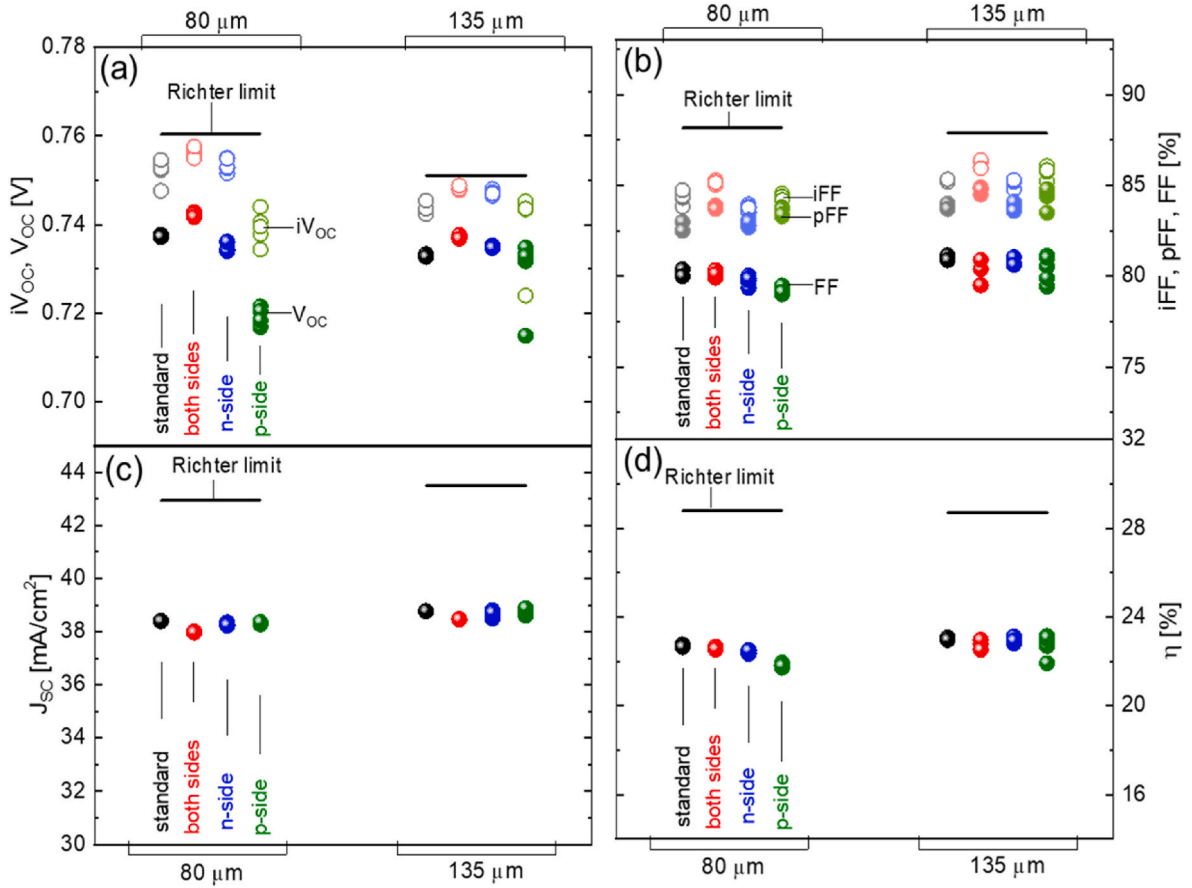 80 μm
135 μm
80 μm
135 μm
(a)
Richter limit
iV_OC
V_OC
standard
both sides
n-side
p-side
0.78
0.76
0.74
0.72
0.70
iV_OC, V_OC [V]
(b)
Richter limit
iFF
pFF
FF
standard
both sides
n-side
p-side
90
85
80
75
32
iFF, pFF, FF [%]
(c)
Richter limit
standard
both sides
n-side
p-side
44
42
40
38
36
34
32
30
J_SC [mA/cm²]
(d)
Richter limit
standard
both sides
n-side
p-side
28
24
20
16
η [%]
80 μm
135 μm
80 μm
135 μm